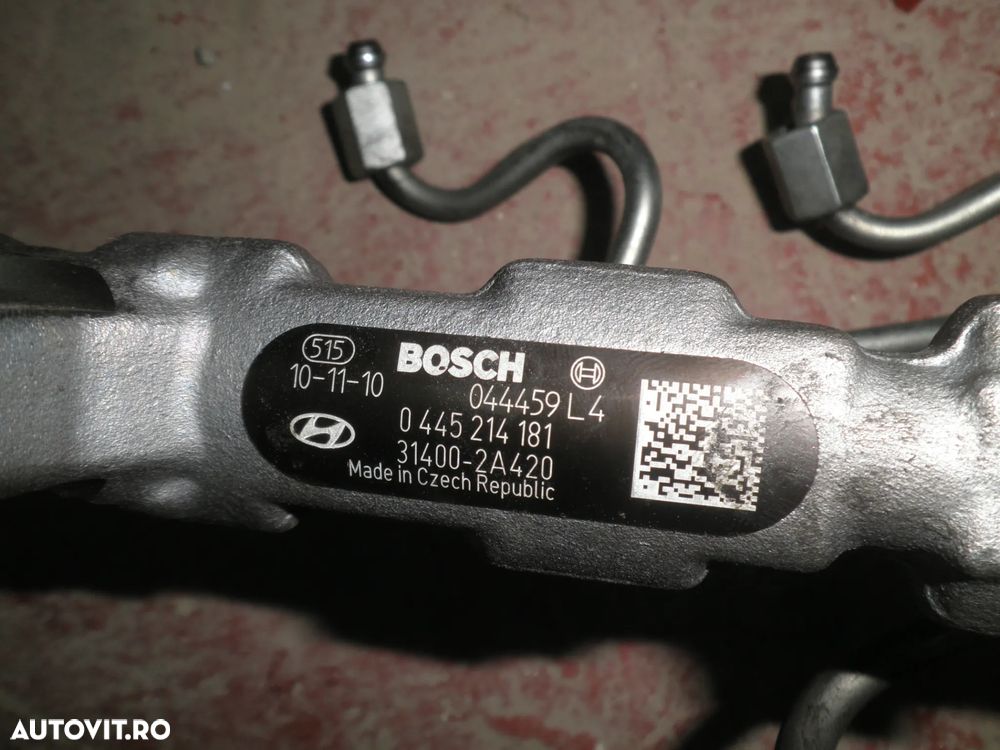 515
BOSCH
10-11-10
044459 L4
0 445 214 181
31400-2A420
Made in Czech Republic
AUTOVIT.RO